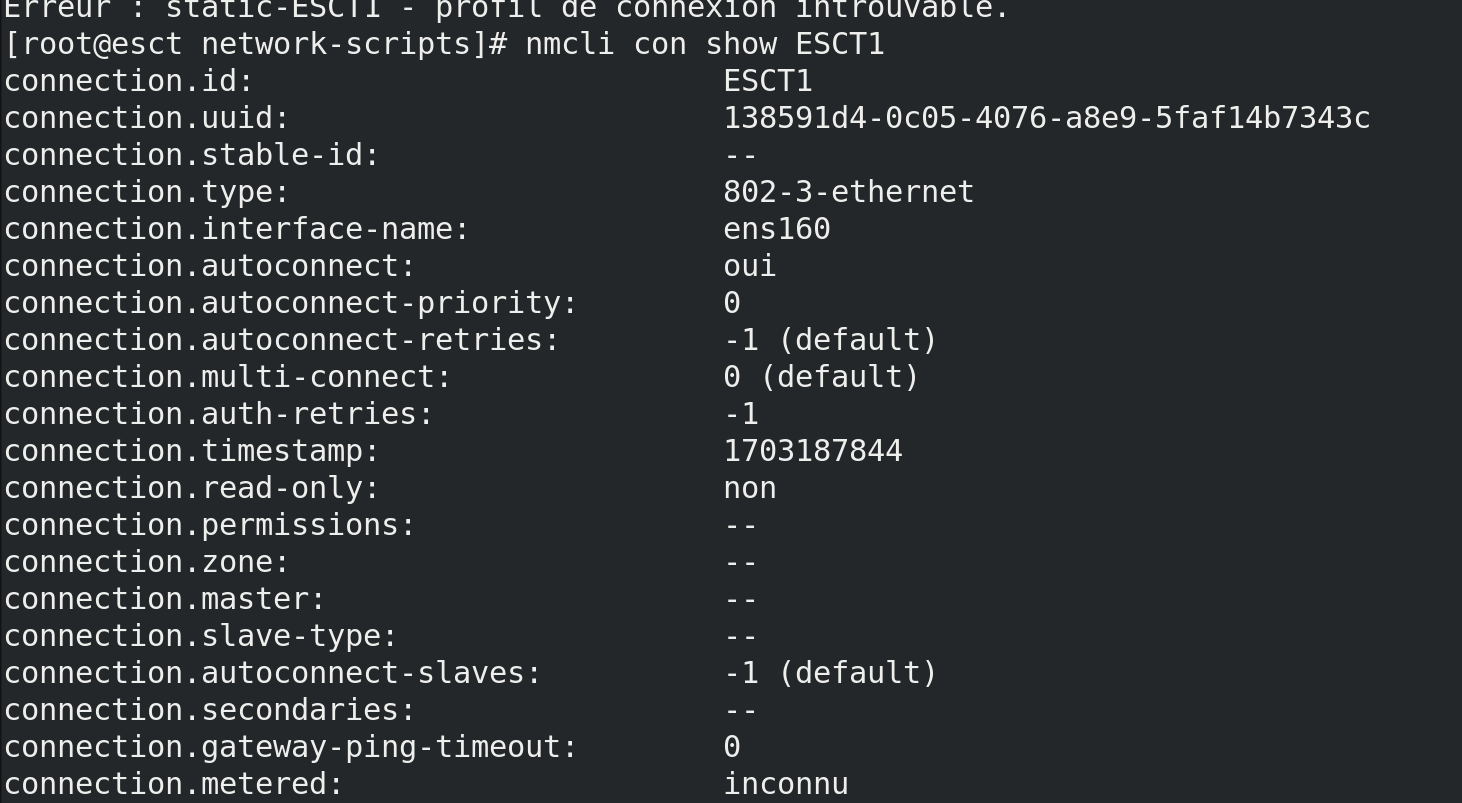 Erreur : static-ESCT1 - profil de connexion introuvable.
[root@esct network-scripts]# nmcli con show ESCT1
connection.id: ESCT1
connection.uuid: 138591d4-0c05-4076-a8e9-5faf14b7343c
connection.stable-id: --
connection.type: 802-3-ethernet
connection.interface-name: ens160
connection.autoconnect: oui
connection.autoconnect-priority: 0
connection.autoconnect-retries: -1 (default)
connection.multi-connect: 0 (default)
connection.auth-retries: -1
connection.timestamp: 1703187844
connection.read-only: non
connection.permissions: --
connection.zone: --
connection.master: --
connection.slave-type: --
connection.autoconnect-slaves: -1 (default)
connection.secondaries: --
connection.gateway-ping-timeout: 0
connection.metered: inconnu